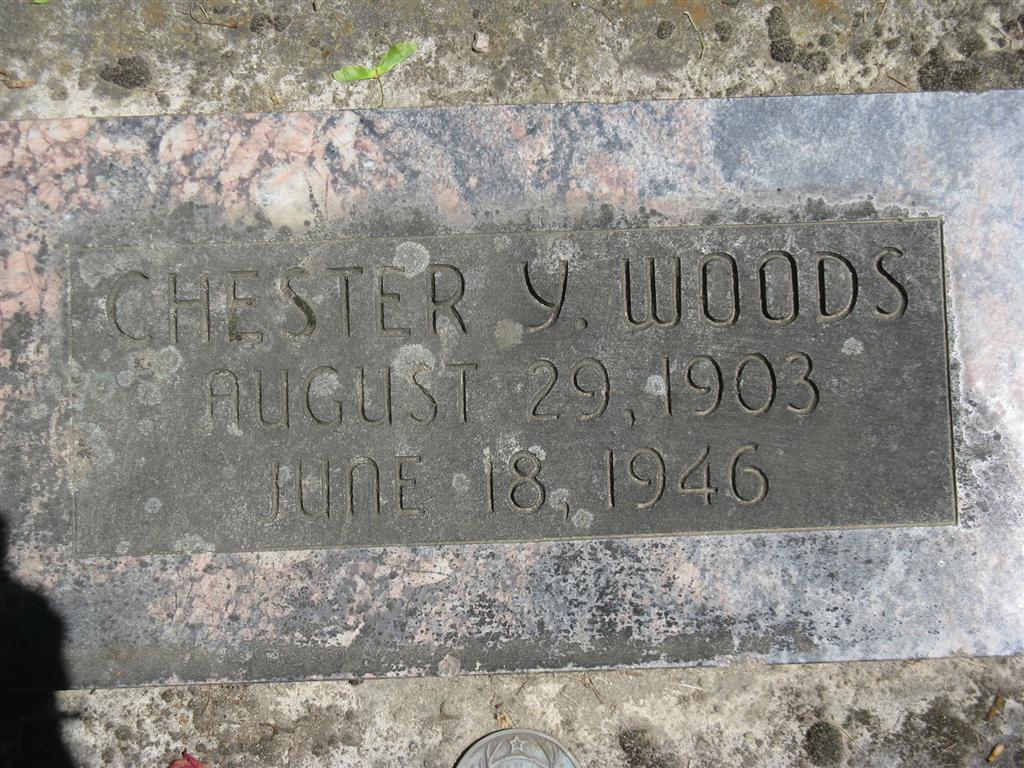 CHESTER Y. WOODS
AUGUST 29, 1903
JUNE 18, 1946